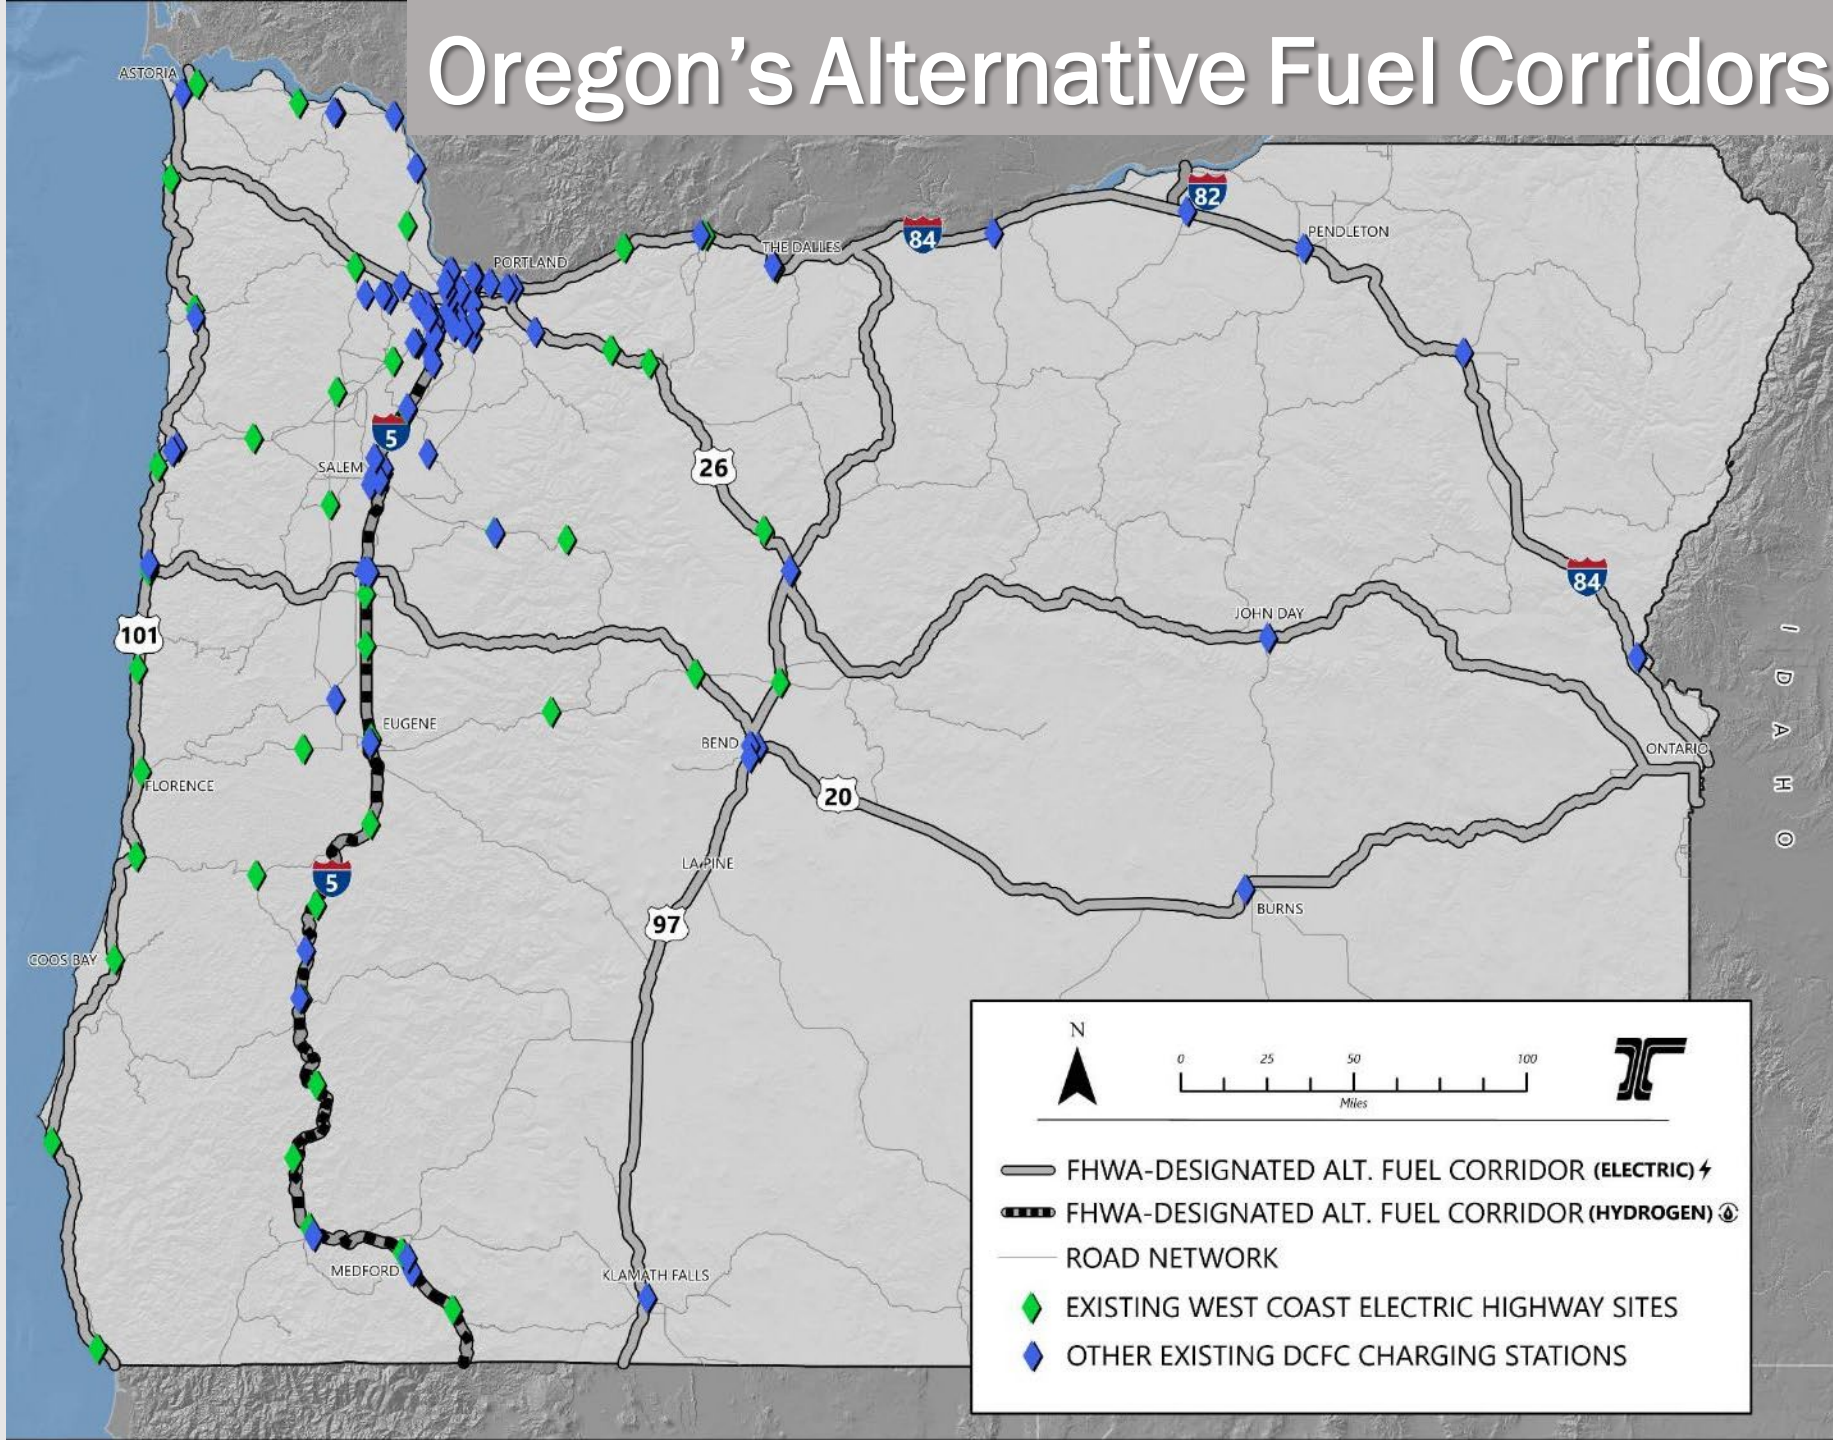 Oregon's Alternative Fuel Corridors
ASTORIA
82
PENDLETON
84
THE DALLES
PORTLAND
5
SALEM
26
84
JOHN DAY
101
I D A H O
EUGENE
BEND
ONTARIO
FLORENCE
20
LA PINE
5
97
BURNS
COOS BAY
MEDFORD
KLAMATH FALLS
N
0 25 50 100
Miles
FHWA-DESIGNATED ALT. FUEL CORRIDOR (ELECTRIC)
FHWA-DESIGNATED ALT. FUEL CORRIDOR (HYDROGEN)
ROAD NETWORK
EXISTING WEST COAST ELECTRIC HIGHWAY SITES
OTHER EXISTING DCFC CHARGING STATIONS